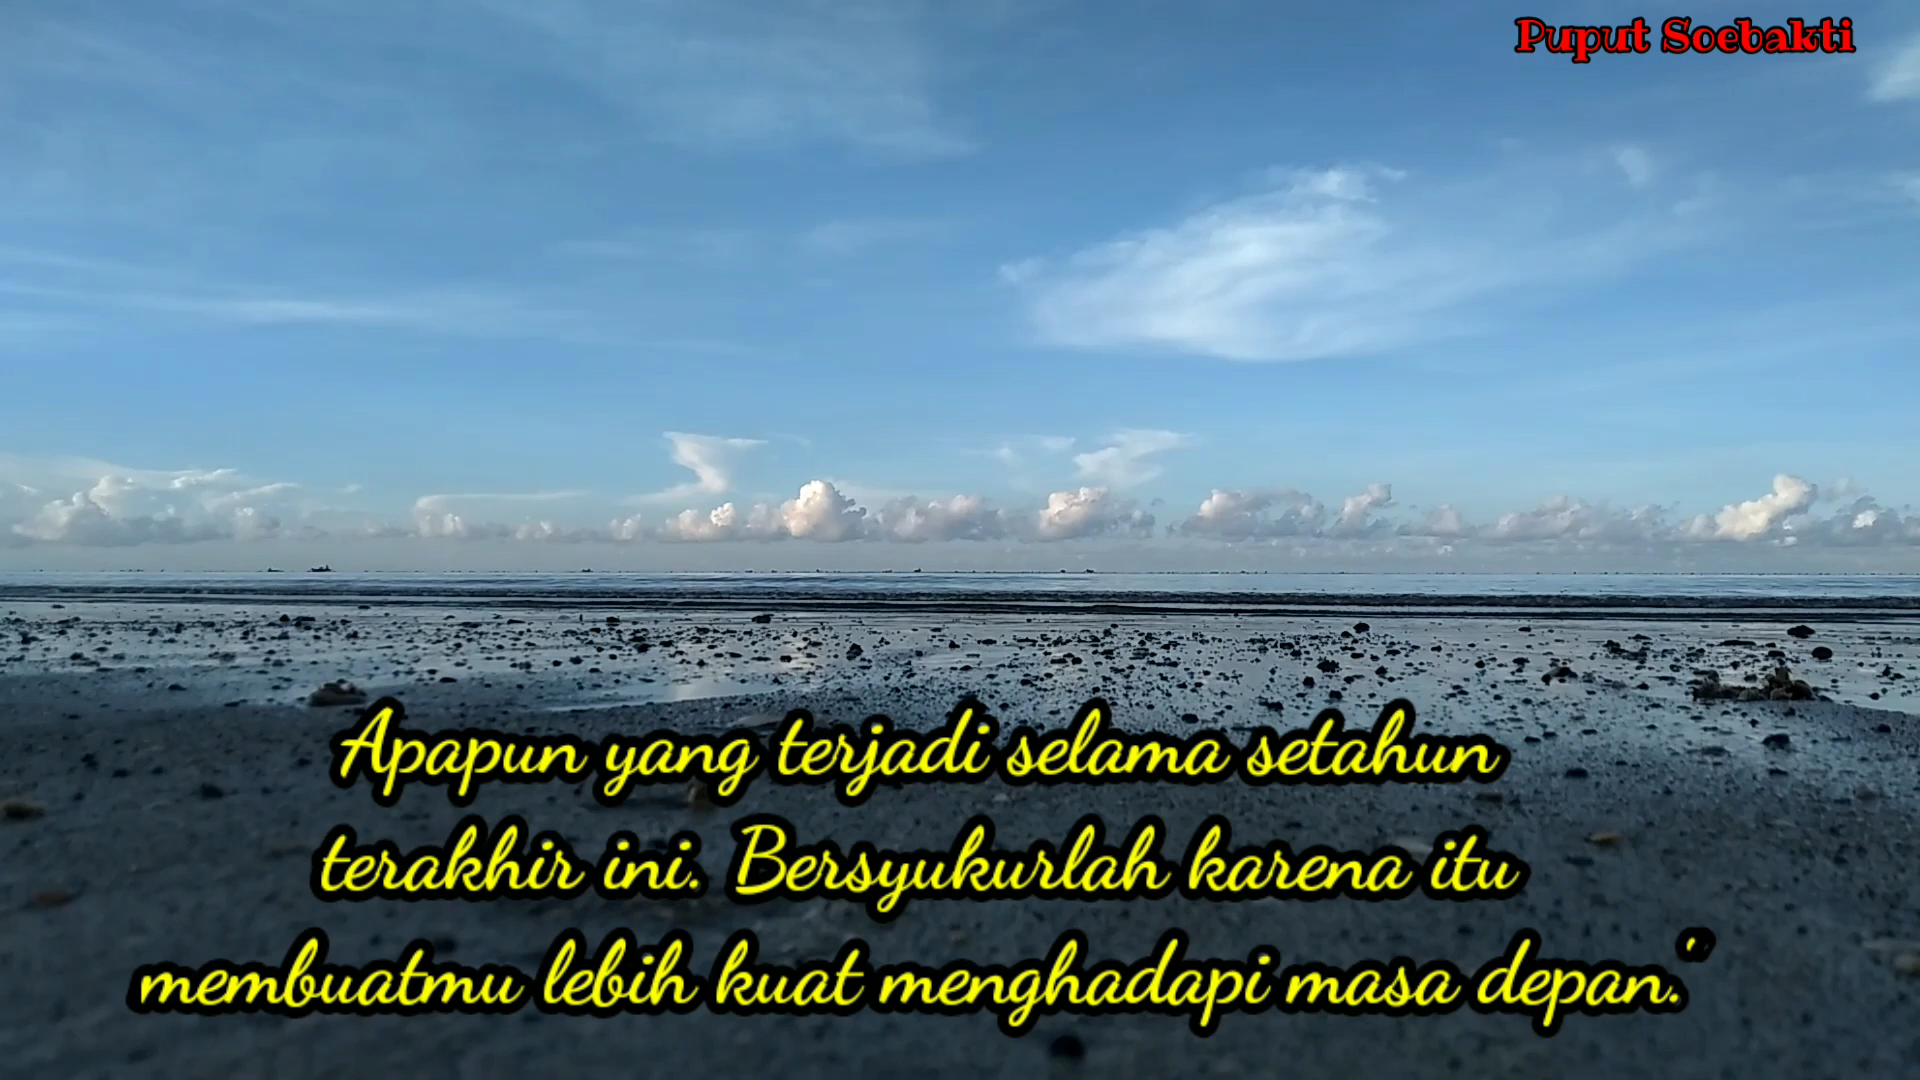 Puput Soebakti
Apapun yang terjadi selama setahun
terakhir ini. Bersyukurlah karena itu
membuatmu lebih kuat menghadapi masa depan."